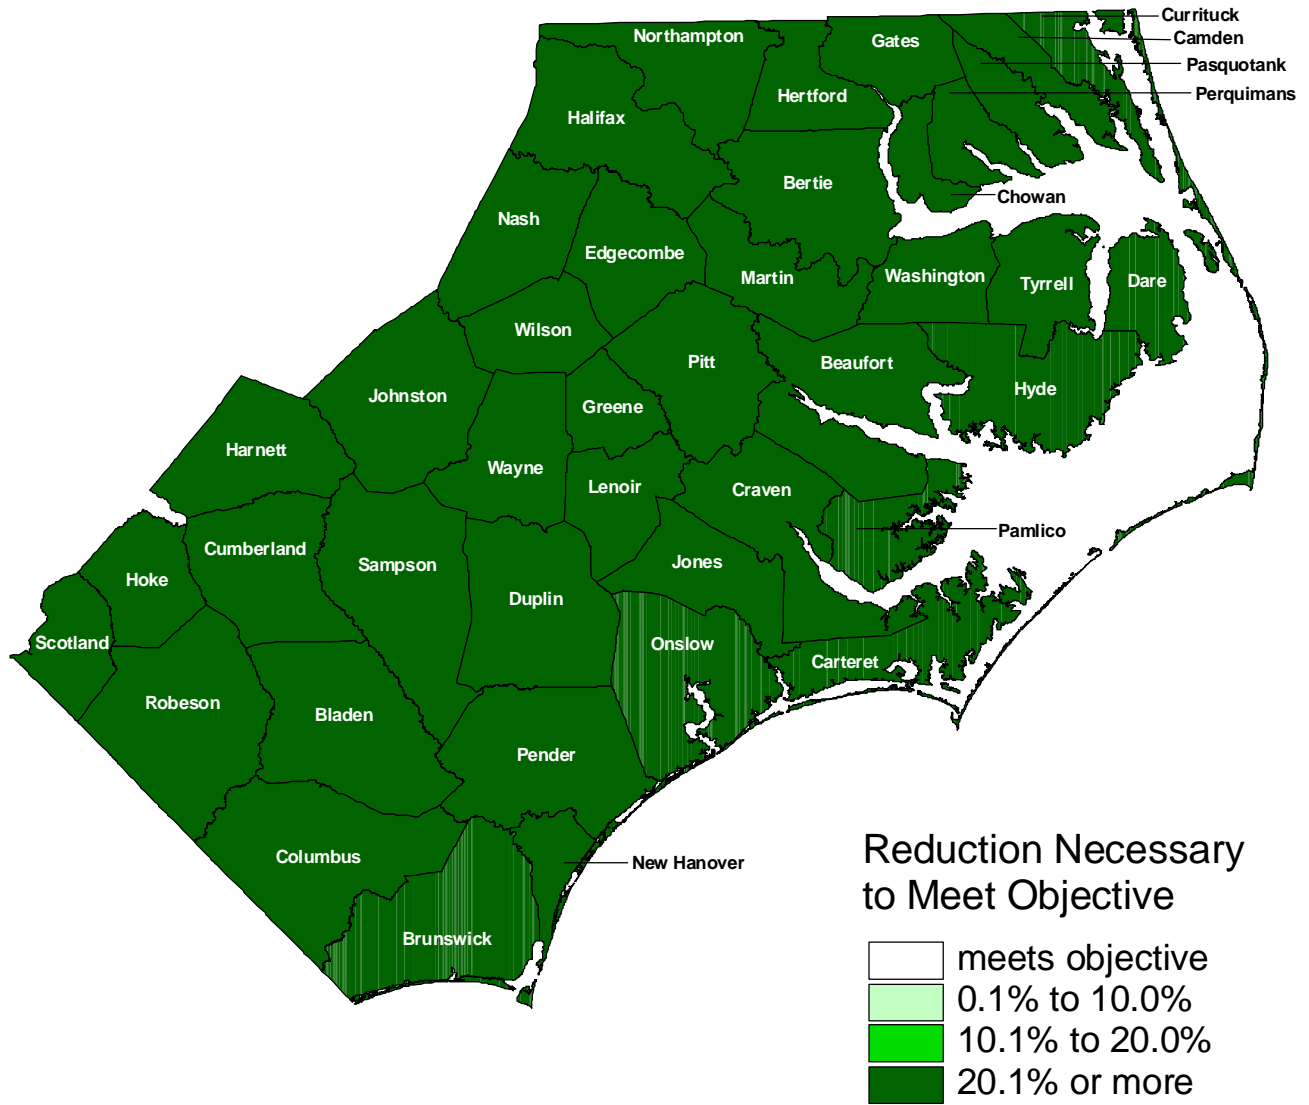 Currituck
Northampton
Gates
Camden
Pasquotank
Hertford
Perquimans
Halifax
Bertie
Chowan
Nash
Edgecombe
Martin
Washington
Tyrrell
Dare
Wilson
Pitt
Beaufort
Hyde
Johnston
Greene
Harnett
Wayne
Lenoir
Craven
Pamlico
Cumberland
Sampson
Jones
Hoke
Duplin
Scotland
Onslow
Carteret
Robeson
Bladen
Pender
Columbus
New Hanover
Brunswick
Reduction Necessary
to Meet Objective
meets objective
0.1% to 10.0%
10.1% to 20.0%
20.1% or more